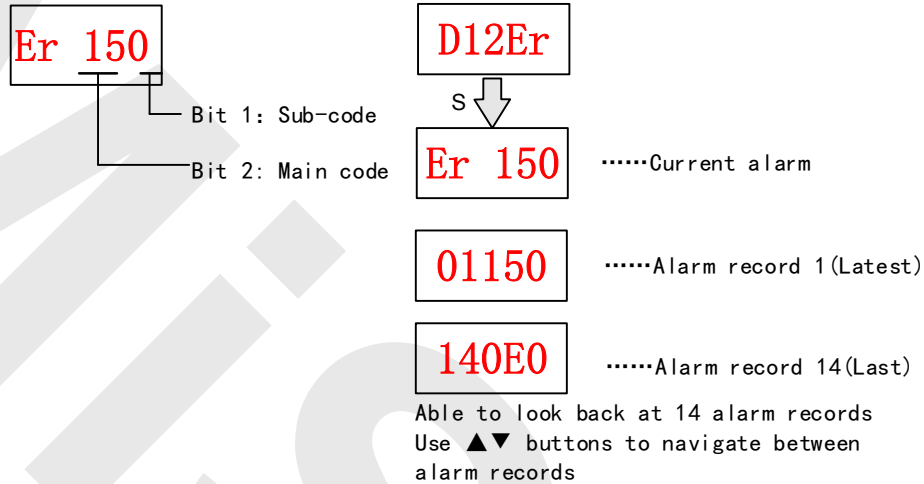 Er 150
Bit 1: Sub-code
Bit 2: Main code
D12Er
S
Er 150
······Current alarm
01150
······Alarm record 1(Latest)
140E0
······Alarm record 14(Last)
Able to look back at 14 alarm records
Use ▲▼ buttons to navigate between
alarm records